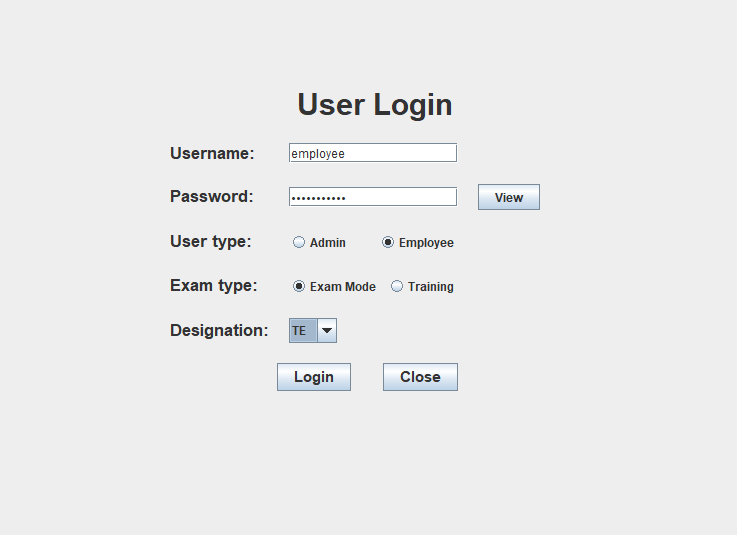 User Login
Username: employee
Password: ••••••••••• View
User type: Admin Employee
Exam type: Exam Mode Training
Designation: TE
Login Close